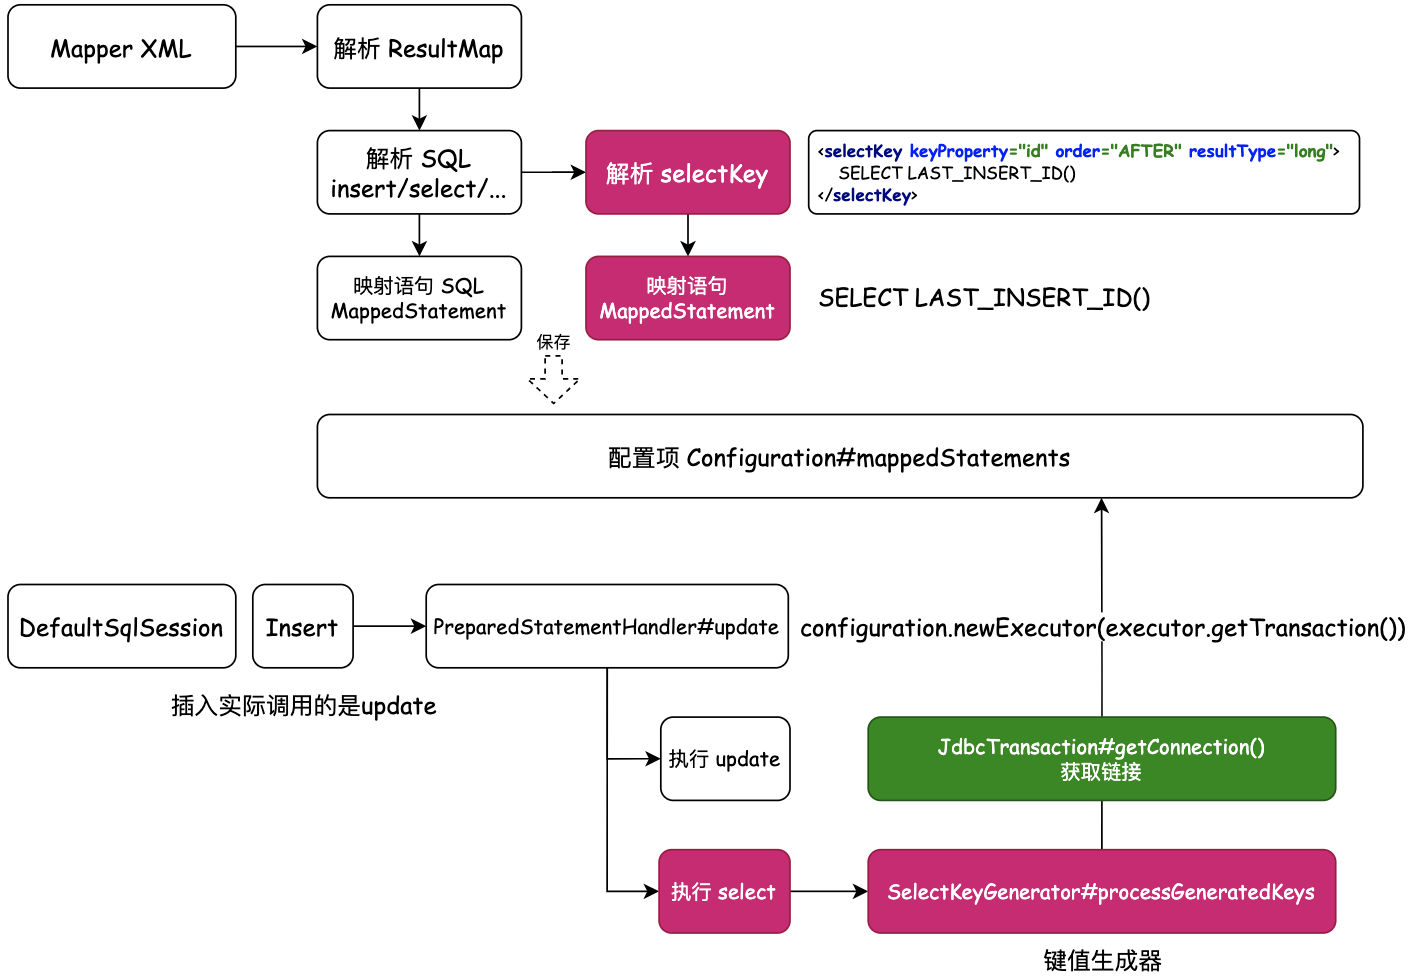 Mapper XML
解析 ResultMap
解析 SQL
insert/select/...
解析 selectKey
<selectKey keyProperty="id" order="AFTER" resultType="long">
SELECT LAST_INSERT_ID()
</selectKey>
映射语句 SQL
MappedStatement
映射语句
MappedStatement
SELECT LAST_INSERT_ID()
保存
配置项 Configuration#mappedStatements
DefaultSqlSession
Insert
PreparedStatementHandler#update
configuration.newExecutor(executor.getTransaction())
插入实际调用的是update
执行 update
JdbcTransaction#getConnection()
获取链接
执行 select
SelectKeyGenerator#processGeneratedKeys
键值生成器